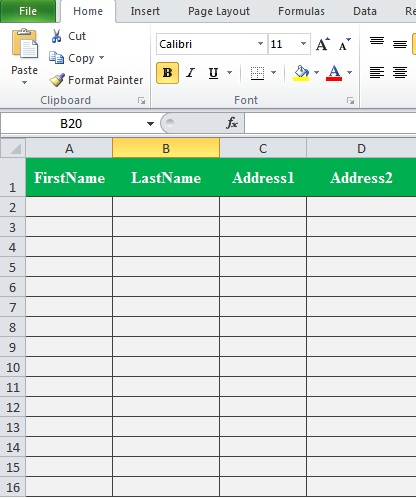 File Home Insert Page Layout Formulas Data
Cut
Copy
Paste
Format Painter
Clipboard
Calibri 11 A A
B I U A
Font
B20 fx
A B C D
1 FirstName LastName Address1 Address2
2
3
4
5
6
7
8
9
10
11
12
13
14
15
16